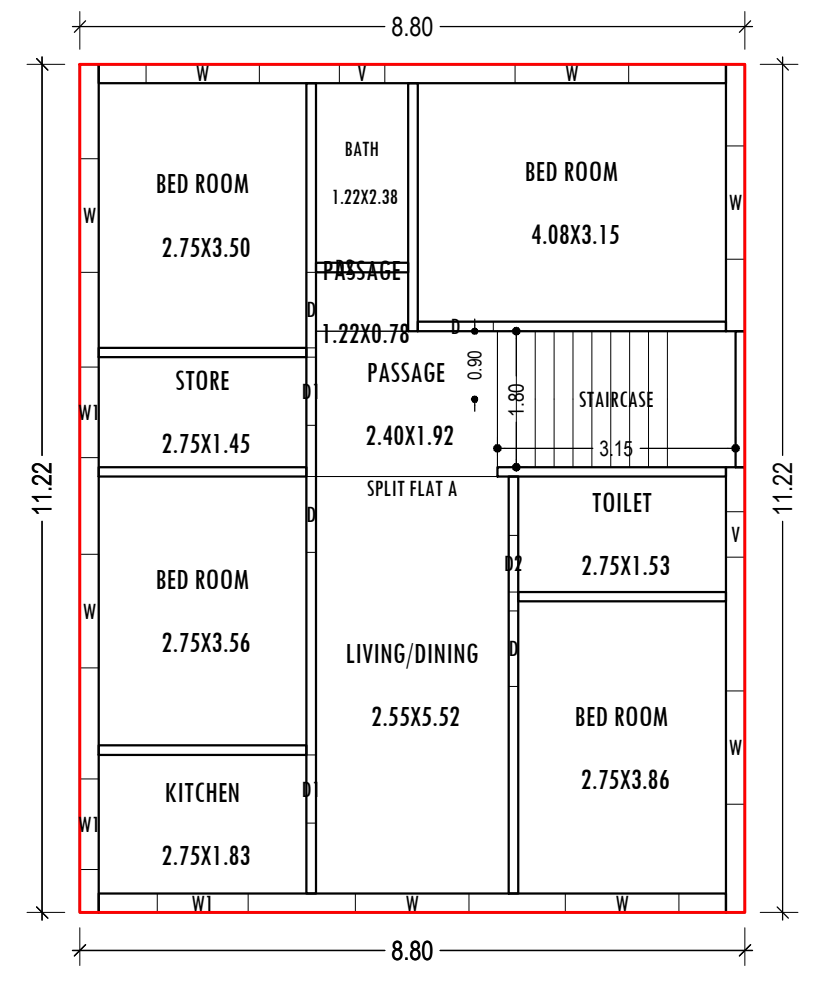 8.80
W
V
W
BATH
1.22X2.38
BED ROOM
2.75X3.50
BED ROOM
4.08X3.15
W
W
PASSAGE
D2
1.22X0.78
D
D
PASSAGE
2.40X1.92
0.90
1.80
STAIRCASE
3.15
STORE
2.75X1.45
D1
W1
11.22
11.22
SPLIT FLAT A
TOILET
2.75X1.53
D
V
D2
BED ROOM
2.75X3.56
W
LIVING/DINING
2.55X5.52
D
BED ROOM
2.75X3.86
W
KITCHEN
2.75X1.83
D1
W1
W1
W
W
8.80